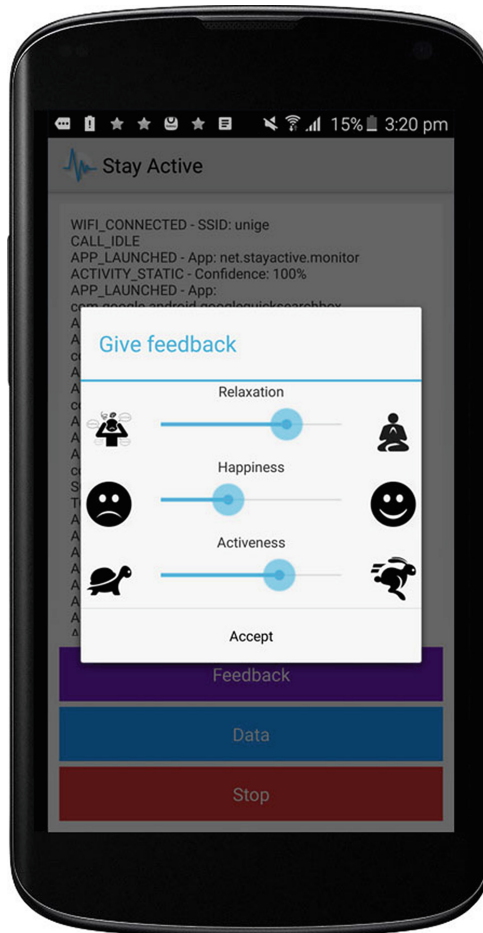 15% 3:20 pm
Stay Active
WIFI_CONNECTED - SSID: unige
CALL_IDLE
APP_LAUNCHED - App: net.stayactive.monitor
ACTIVITY_STATIC - Confidence: 100%
APP_LAUNCHED - App:
com.google.android.googlequicksearchbox
Give feedback
Relaxation
Happiness
Activeness
Accept
Feedback
Data
Stop